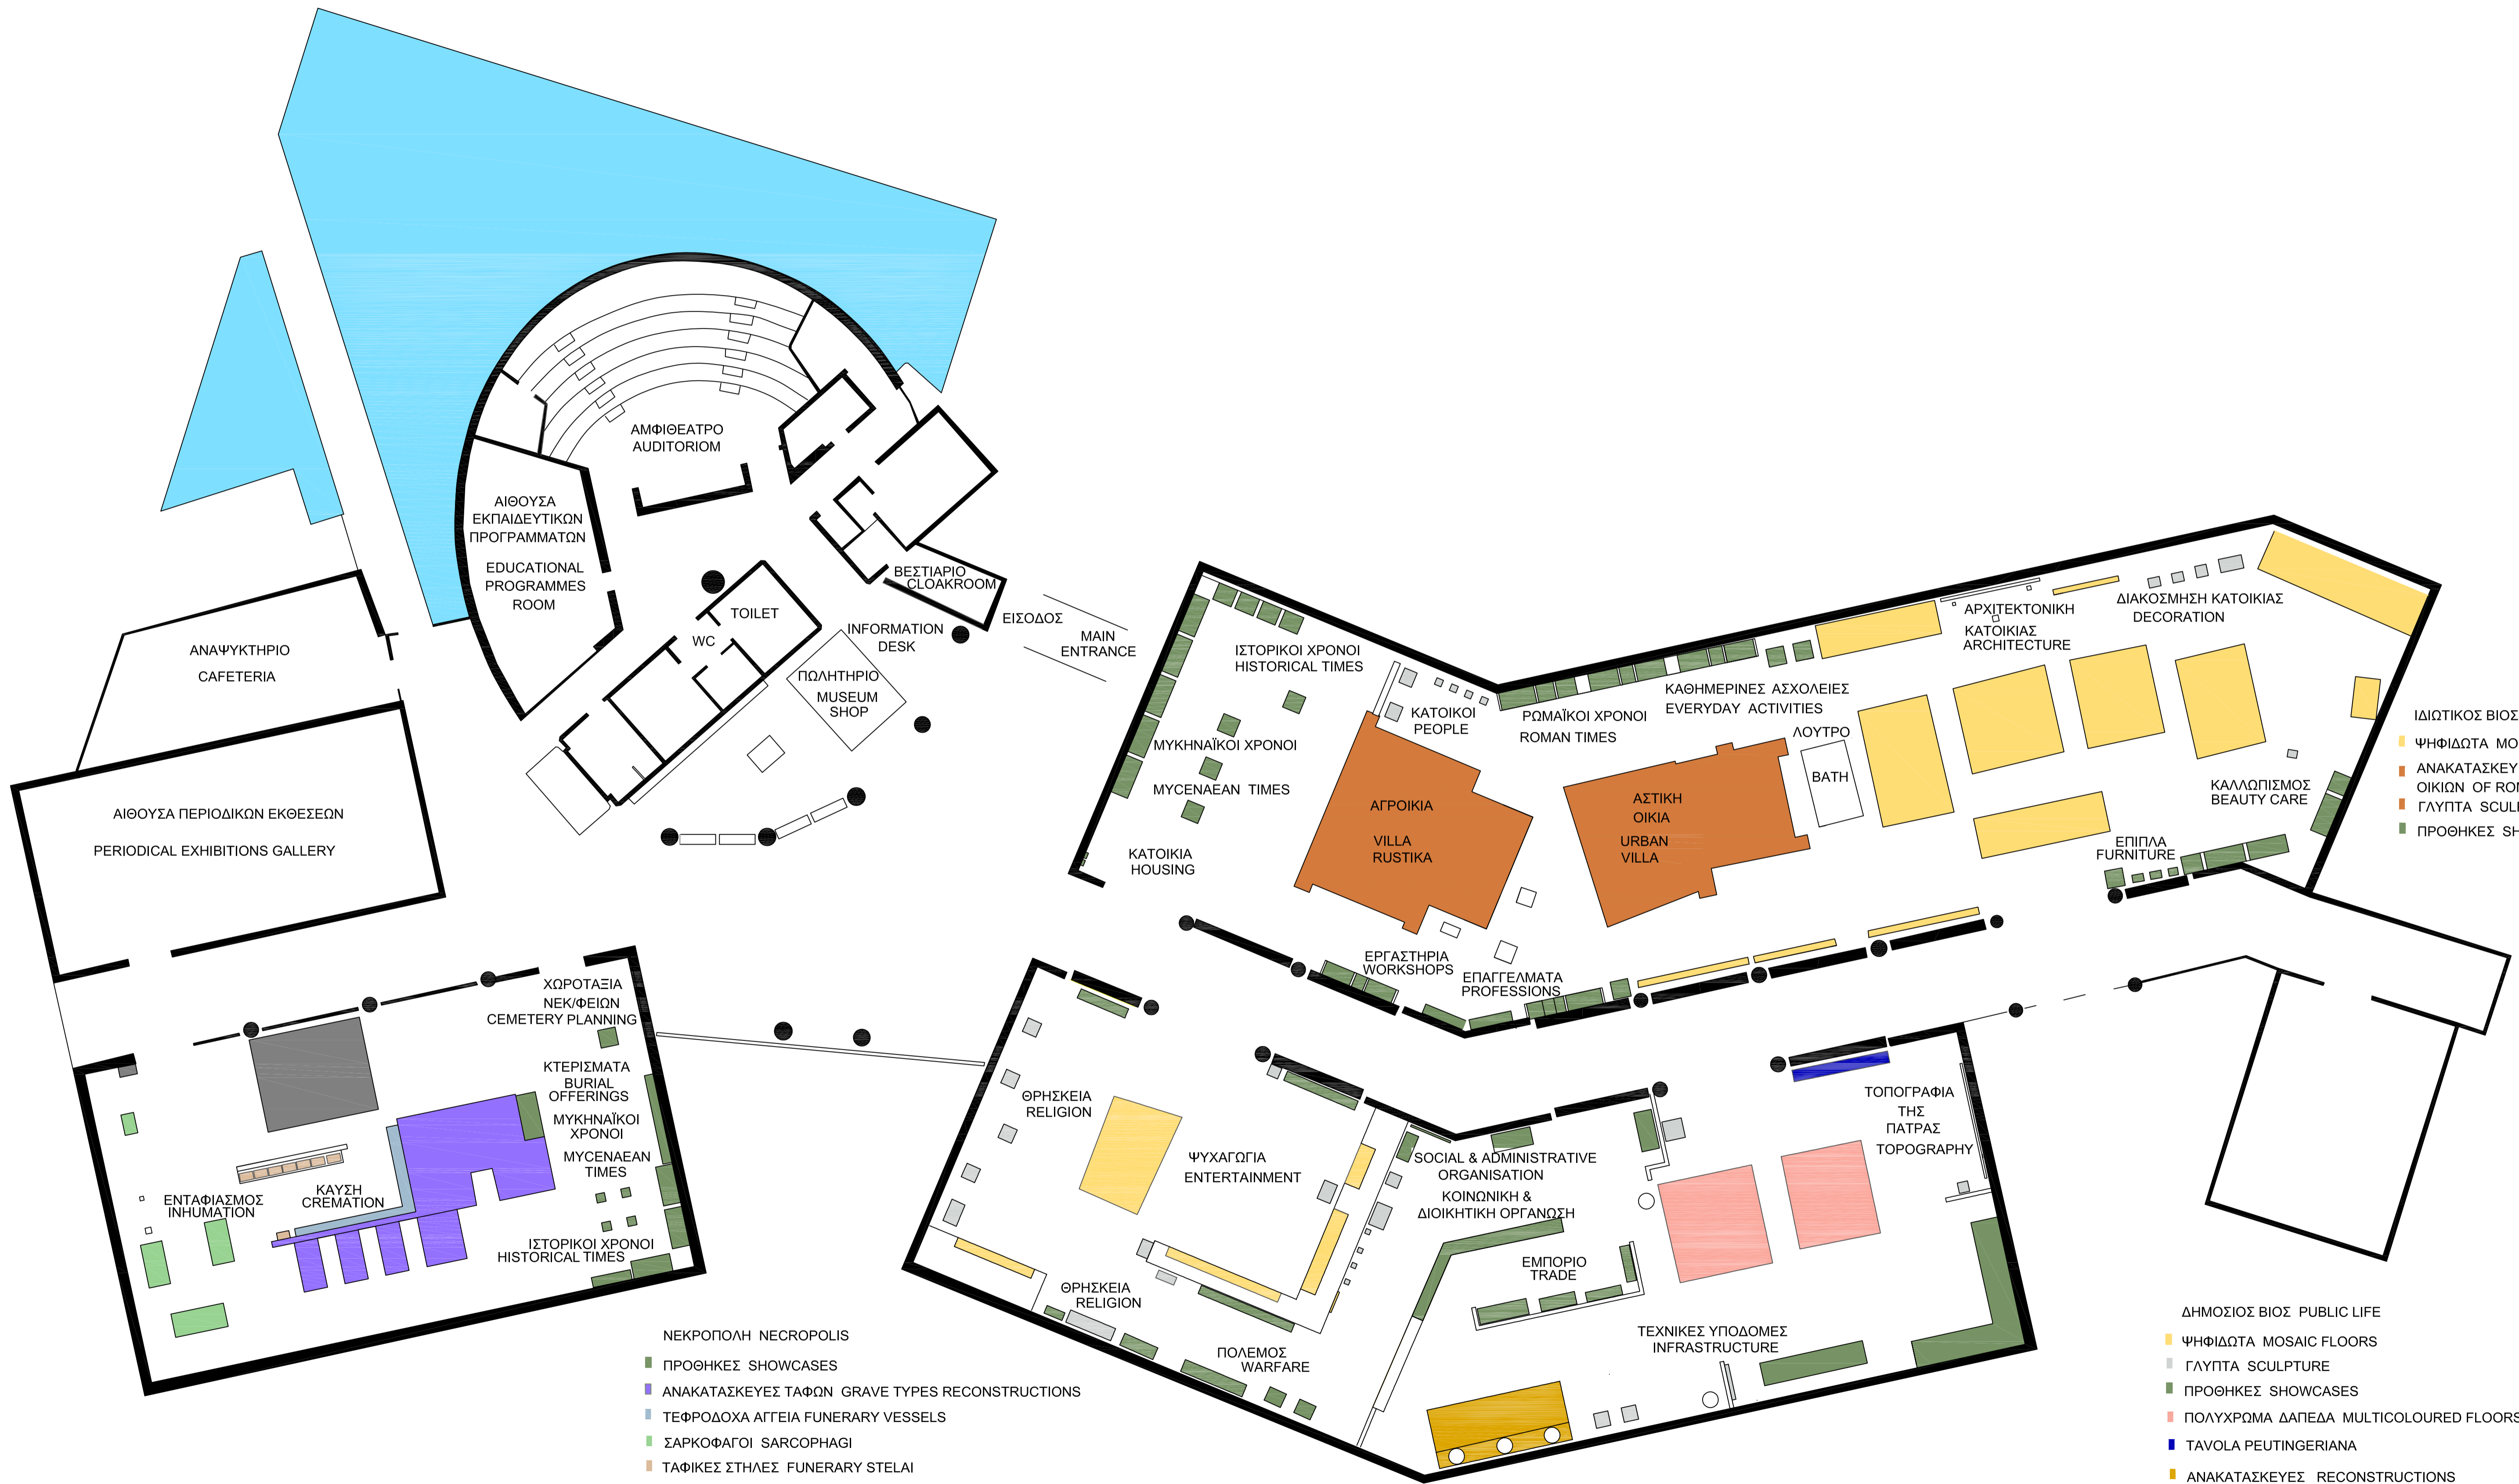 ΑΜΦΙΘΕΑΤΡΟ
AUDITORIOM
ΑΙΘΟΥΣΑ
ΕΚΠΑΙΔΕΥΤΙΚΩΝ
ΠΡΟΓΡΑΜΜΑΤΩΝ
EDUCATIONAL
PROGRAMMES
ROOM
ΒΕΣΤΙΑΡΙΟ
CLOAKROOM
TOILET
WC
INFORMATION
DESK
ΕΙΣΟΔΟΣ
MAIN
ENTRANCE
ΠΩΛΗΤΗΡΙΟ
MUSEUM
SHOP
ΑΝΑΨΥΚΤΗΡΙΟ
CAFETERIA
ΑΙΘΟΥΣΑ ΠΕΡΙΟΔΙΚΩΝ ΕΚΘΕΣΕΩΝ
PERIODICAL EXHIBITIONS GALLERY
ΙΣΤΟΡΙΚΟΙ ΧΡΟΝΟΙ
HISTORICAL TIMES
ΜΥΚΗΝΑΪΚΟΙ ΧΡΟΝΟΙ
MYCENAEAN TIMES
ΚΑΤΟΙΚΙΑ
HOUSING
ΚΑΤΟΙΚΟΙ
PEOPLE
ΡΩΜΑΪΚΟΙ ΧΡΟΝΟΙ
ROMAN TIMES
ΚΑΘΗΜΕΡΙΝΕΣ ΑΣΧΟΛΕΙΕΣ
EVERYDAY ACTIVITIES
ΑΡΧΙΤΕΚΤΟΝΙΚΗ
ΚΑΤΟΙΚΙΑΣ
ARCHITECTURE
ΔΙΑΚΟΣΜΗΣΗ ΚΑΤΟΙΚΙΑΣ
DECORATION
ΑΓΡΟΙΚΙΑ
VILLA
RUSTIKA
ΑΣΤΙΚΗ
ΟΙΚΙΑ
URBAN
VILLA
ΛΟΥΤΡΟ
BATH
ΚΑΛΛΩΠΙΣΜΟΣ
BEAUTY CARE
ΕΠΙΠΛΑ
FURNITURE
ΕΡΓΑΣΤΗΡΙΑ
WORKSHOPS
ΕΠΑΓΓΕΛΜΑΤΑ
PROFESSIONS
ΙΔΙΩΤΙΚΟΣ ΒΙΟΣ
ΨΗΦΙΔΩΤΑ MO
ΑΝΑΚΑΤΑΣΚΕΥ
ΟΙΚΙΩΝ OF RO
ΓΛΥΠΤΑ SCUL
ΠΡΟΘΗΚΕΣ SH
ΧΩΡΟΤΑΞΙΑ
ΝΕΚ/ΦΕΙΩΝ
CEMETERY PLANNING
ΚΤΕΡΙΣΜΑΤΑ
BURIAL
OFFERINGS
ΜΥΚΗΝΑΪΚΟΙ
ΧΡΟΝΟΙ
MYCENAEAN
TIMES
ΕΝΤΑΦΙΑΣΜΟΣ
INHUMATION
ΚΑΥΣΗ
CREMATION
ΙΣΤΟΡΙΚΟΙ ΧΡΟΝΟΙ
HISTORICAL TIMES
ΘΡΗΣΚΕΙΑ
RELIGION
ΨΥΧΑΓΩΓΙΑ
ENTERTAINMENT
ΘΡΗΣΚΕΙΑ
RELIGION
ΠΟΛΕΜΟΣ
WARFARE
SOCIAL & ADMINISTRATIVE
ORGANISATION
ΚΟΙΝΩΝΙΚΗ &
ΔΙΟΙΚΗΤΙΚΗ ΟΡΓΑΝΩΣΗ
ΕΜΠΟΡΙΟ
TRADE
ΤΕΧΝΙΚΕΣ ΥΠΟΔΟΜΕΣ
INFRASTRUCTURE
ΤΟΠΟΓΡΑΦΙΑ
ΤΗΣ
ΠΑΤΡΑΣ
TOPOGRAPHY
ΝΕΚΡΟΠΟΛΗ NECROPOLIS
ΠΡΟΘΗΚΕΣ SHOWCASES
ΑΝΑΚΑΤΑΣΚΕΥΕΣ ΤΑΦΩΝ GRAVE TYPES RECONSTRUCTIONS
ΤΕΦΡΟΔΟΧΑ ΑΓΓΕΙΑ FUNERARY VESSELS
ΣΑΡΚΟΦΑΓΟΙ SARCOPHAGI
ΤΑΦΙΚΕΣ ΣΤΗΛΕΣ FUNERARY STELAI
ΔΗΜΟΣΙΟΣ ΒΙΟΣ PUBLIC LIFE
ΨΗΦΙΔΩΤΑ MOSAIC FLOORS
ΓΛΥΠΤΑ SCULPTURE
ΠΡΟΘΗΚΕΣ SHOWCASES
ΠΟΛΥΧΡΩΜΑ ΔΑΠΕΔΑ MULTICOLOURED FLOORS
TAVOLA PEUTINGERIANA
ΑΝΑΚΑΤΑΣΚΕΥΕΣ RECONSTRUCTIONS